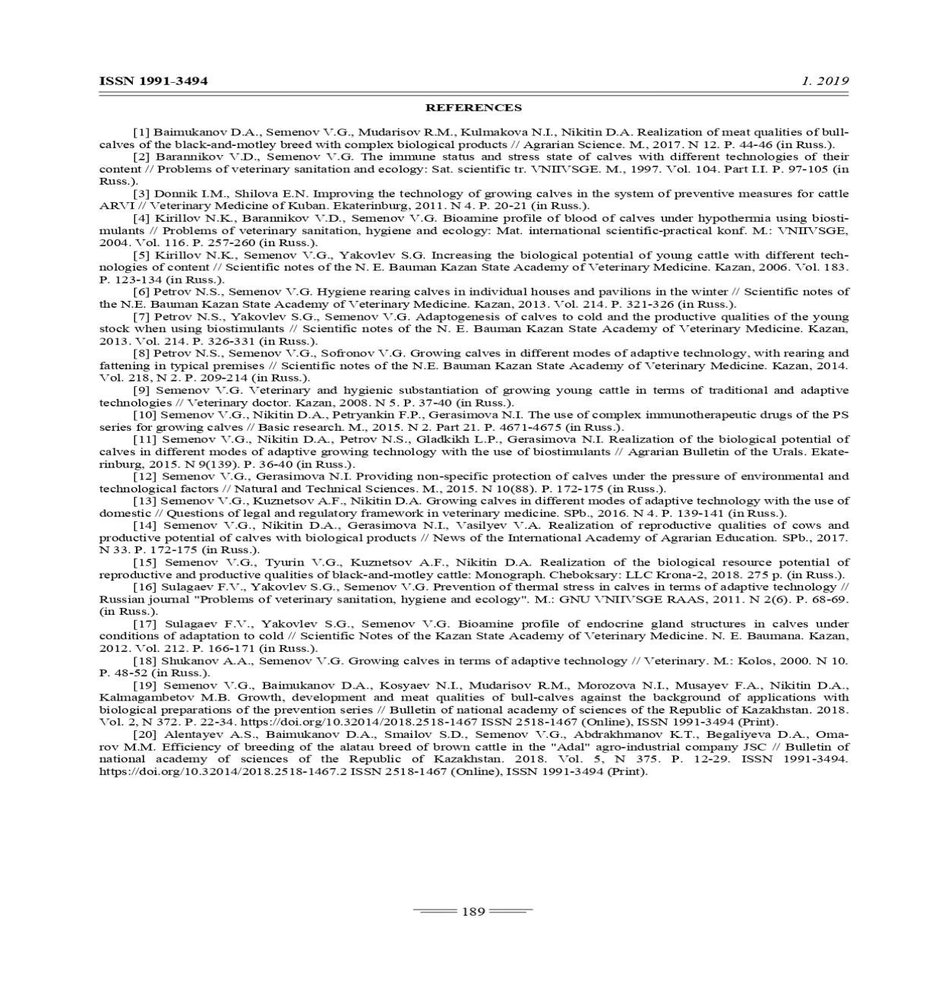 ISSN 1991-3494 1. 2019
REFERENCES
[1] Baimukanov D.A., Semenov V.G., Mudarisov R.M., Kulmakova N.I., Nikitin D.A. Realization of meat qualities of bull-
calves of the black-and-motley breed with complex biological products // Agrarian Science. M., 2017. N 12. P. 44-46 (in Russ.).
[2] Barannikov V.D., Semenov V.G. The immune status and stress state of calves with different technologies of their
content // Problems of veterinary sanitation and ecology: Sat. scientific tr. VNIIVSGE. M., 1997. Vol. 104. Part I.I. P. 97-105 (in
Russ.).
[3] Donnik I.M., Shilova E.N. Improving the technology of growing calves in the system of preventive measures for cattle
ARVI // Veterinary Medicine of Kuban. Ekaterinburg, 2011. N 4. P. 20-21 (in Russ.).
[4] Kirillov N.K., Barannikov V.D., Semenov V.G. Bioamine profile of blood of calves under hypothermia using biosti-
mulants // Problems of veterinary sanitation, hygiene and ecology: Mat. international scientific-practical konf. M.: VNIIVSGE,
2004. Vol. 116. P. 257-260 (in Russ.).
[5] Kirillov N.K., Semenov V.G., Yakovlev S.G. Increasing the biological potential of young cattle with different tech-
nologies of content // Scientific notes of the N. E. Bauman Kazan State Academy of Veterinary Medicine. Kazan, 2006. Vol. 183.
P. 123-134 (in Russ.).
[6] Petrov N.S., Semenov V.G. Hygiene rearing calves in individual houses and pavilions in the winter // Scientific notes of
the N.E. Bauman Kazan State Academy of Veterinary Medicine. Kazan, 2013. Vol. 214. P. 321-326 (in Russ.).
[7] Petrov N.S., Yakovlev S.G., Semenov V.G. Adaptogenesis of calves to cold and the productive qualities of the young
stock when using biostimulants // Scientific notes of the N. E. Bauman Kazan State Academy of Veterinary Medicine. Kazan,
2013. Vol. 214. P. 326-331 (in Russ.).
[8] Petrov N.S., Semenov V.G., Sofronov V.G. Growing calves in different modes of adaptive technology, with rearing and
fattening in typical premises // Scientific notes of the N.E. Bauman Kazan State Academy of Veterinary Medicine. Kazan, 2014.
Vol. 218, N 2. P. 209-214 (in Russ.).
[9] Semenov V.G. Veterinary and hygienic substantiation of growing young cattle in terms of traditional and adaptive
technologies // Veterinary doctor. Kazan, 2008. N 5. P. 37-40 (in Russ.).
[10] Semenov V.G., Nikitin D.A., Petryankin F.P., Gerasimova N.I. The use of complex immunotherapeutic drugs of the PS
series for growing calves // Basic research. M., 2015. N 2. Part 21. P. 4671-4675 (in Russ.).
[11] Semenov V.G., Nikitin D.A., Petrov N.S., Gladkikh L.P., Gerasimova N.I. Realization of the biological potential of
calves in different modes of adaptive growing technology with the use of biostimulants // Agrarian Bulletin of the Urals. Ekate-
rinburg, 2015. N 9(139). P. 36-40 (in Russ.).
[12] Semenov V.G., Gerasimova N.I. Providing non-specific protection of calves under the pressure of environmental and
technological factors // Natural and Technical Sciences. M., 2015. N 10(88). P. 172-175 (in Russ.).
[13] Semenov V.G., Kuznetsov A.F., Nikitin D.A. Growing calves in different modes of adaptive technology with the use of
domestic // Questions of legal and regulatory framework in veterinary medicine. SPb., 2016. N 4. P. 139-141 (in Russ.).
[14] Semenov V.G., Nikitin D.A., Gerasimova N.I., Vasilyev V.A. Realization of reproductive qualities of cows and
productive potential of calves with biological products // News of the International Academy of Agrarian Education. SPb., 2017.
N 33. P. 172-175 (in Russ.).
[15] Semenov V.G., Tyurin V.G., Kuznetsov A.F., Nikitin D.A. Realization of the biological resource potential of
reproductive and productive qualities of black-and-motley cattle: Monograph. Cheboksary: LLC Krona-2, 2018. 275 p. (in Russ.).
[16] Sulagaev F.V., Yakovlev S.G., Semenov V.G. Prevention of thermal stress in calves in terms of adaptive technology //
Russian journal "Problems of veterinary sanitation, hygiene and ecology". M.: GNU VNIIVSGE RAAS, 2011. N 2(6). P. 68-69.
(in Russ.).
[17] Sulagaev F.V., Yakovlev S.G., Semenov V.G. Bioamine profile of endocrine gland structures in calves under
conditions of adaptation to cold // Scientific Notes of the Kazan State Academy of Veterinary Medicine. N. E. Baumana. Kazan,
2012. Vol. 212. P. 166-171 (in Russ.).
[18] Shukanov A.A., Semenov V.G. Growing calves in terms of adaptive technology // Veterinary. M.: Kolos, 2000. N 10.
P. 48-52 (in Russ.).
[19] Semenov V.G., Baimukanov D.A., Kosyaev N.I., Mudarisov R.M., Morozova N.I., Musayev F.A., Nikitin D.A.,
Kalmagambetov M.B. Growth, development and meat qualities of bull-calves against the background of applications with
biological preparations of the prevention series // Bulletin of national academy of sciences of the Republic of Kazakhstan. 2018.
Vol. 2, N 372. P. 22-34. https://doi.org/10.32014/2018.2518-1467 ISSN 2518-1467 (Online), ISSN 1991-3494 (Print).
[20] Alentayev A.S., Baimukanov D.A., Smailov S.D., Semenov V.G., Abdrakhmanov K.T., Begaliyeva D.A., Oma-
rov M.M. Efficiency of breeding of the alatau breed of brown cattle in the "Adal" agro-industrial company JSC // Bulletin of
national academy of sciences of the Republic of Kazakhstan. 2018. Vol. 5, N 375. P. 12-29. ISSN 1991-3494.
https://doi.org/10.32014/2018.2518-1467.2 ISSN 2518-1467 (Online), ISSN 1991-3494 (Print).
189